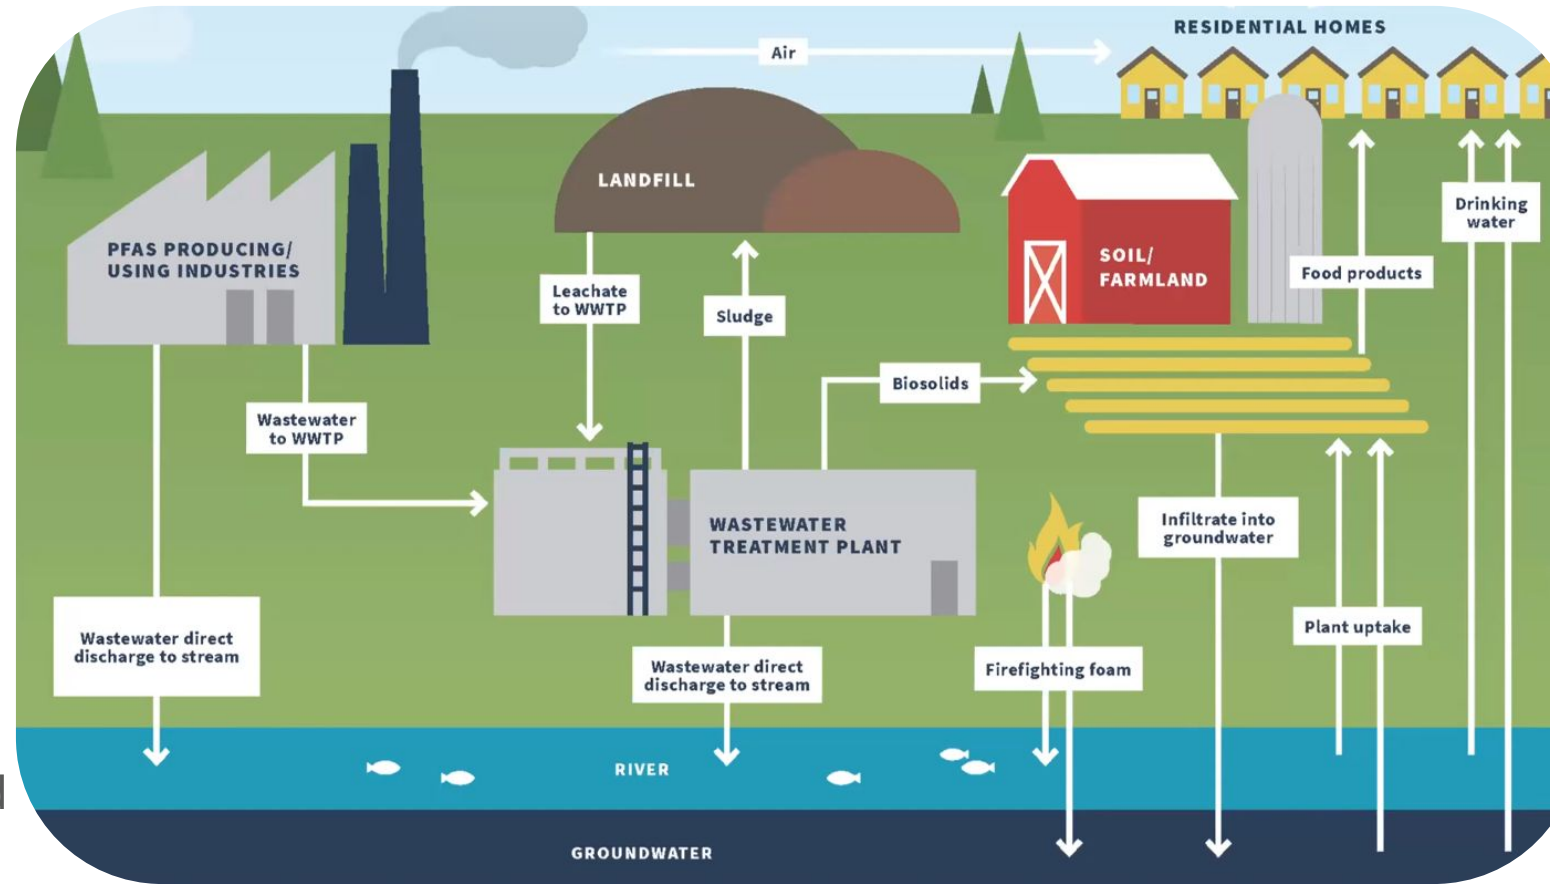 RESIDENTIAL HOMES
Air
LANDFILL
PFAS PRODUCING/
USING INDUSTRIES
Drinking
water
SOIL/
FARMLAND
Food products
Leachate
to WWTP
Sludge
Biosolids
Wastewater
to WWTP
WASTEWATER
TREATMENT PLANT
Infiltrate into
groundwater
Plant uptake
Wastewater direct
discharge to stream
Wastewater direct
discharge to stream
Firefighting foam
RIVER
GROUNDWATER